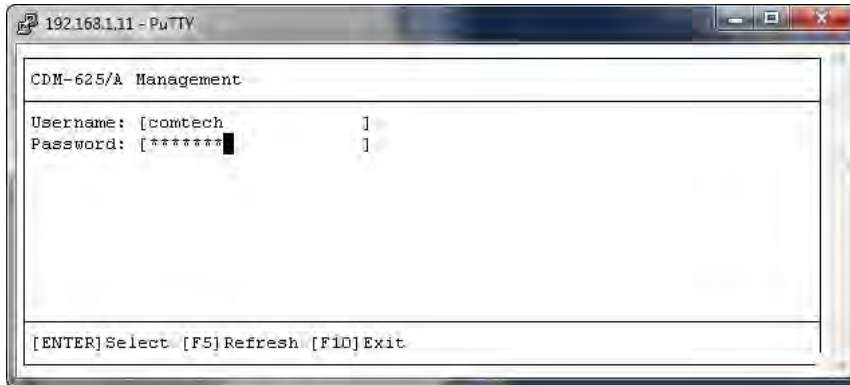 192.168.1.11 - PuTTY
CDM-625/A Management
Username: [comtech ]
Password: [******* ]
[ENTER]Select [F5]Refresh [F10]Exit